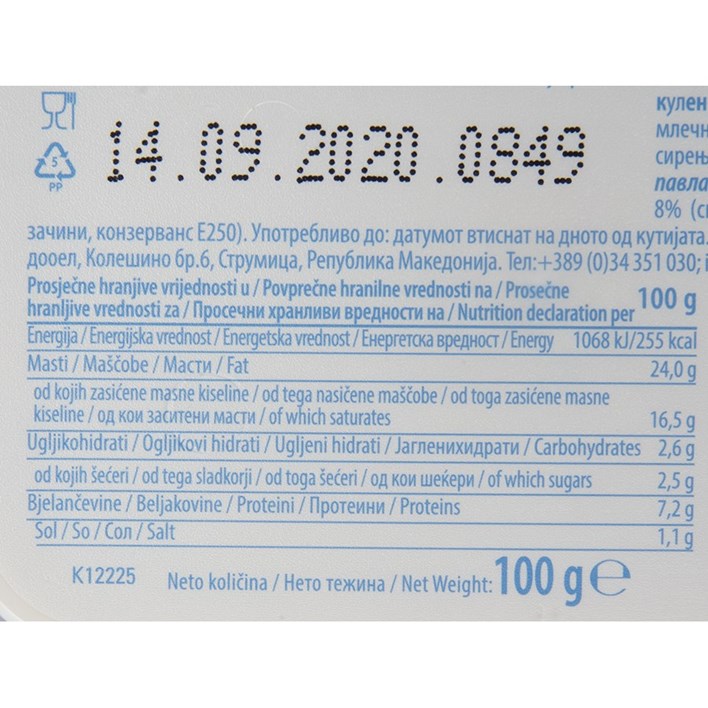 кулен
млечн
14.09.2020.0849
5
PP
сирењ
павла
8% (с
зачини, конзерванс E250). Употребливо до: датумот втиснат на дното од кутијата.
дооел, Колешино бр.6, Струмица, Република Македонија. Тел:+389 (0)34 351 030;
Prosječne hranjive vrijednosti u / Povprečne hranilne vrednosti na / Prosečne
hranljive vrednosti za / Просечни хранливи вредности на / Nutrition declaration per 100 g
Energija / Energijska vrednost / Energetska vrednost / Енергетска вредност / Energy 1068 kJ/255 kcal
Masti / Maščobe / Масти / Fat 24,0 g
od kojih zasićene masne kiseline / od tega nasičene maščobe / od toga zasićene masne
kiseline / од кои заситени масти / of which saturates 16,5 g
Ugljikohidrati / Ogljikovi hidrati / Ugljeni hidrati / Јагленихидрати / Carbohydrates 2,6 g
od kojih šećeri / od tega sladkorji / od toga šećeri / од кои шеќери / of which sugars 2,5 g
Bjelančevine / Beljakovine / Proteini / Протеини / Proteins 7,2 g
Sol / So / Сол / Salt 1,1 g
K12225 Neto količina / Нето тежина / Net Weight: 100 g e